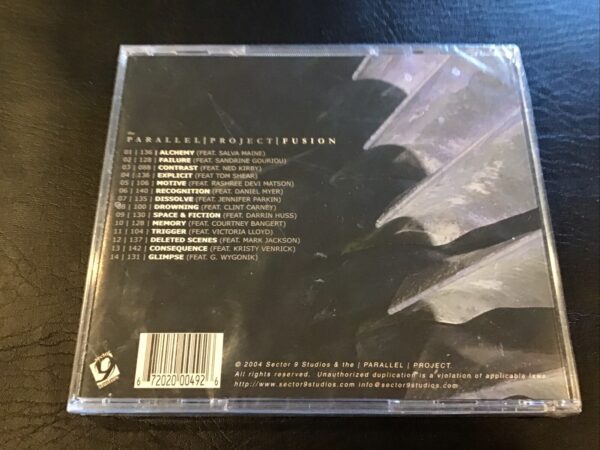 the
PARALLEL|PROJECT|FUSION
01 | 136 | ALCHEMY (FEAT. SALVA MAINE)
02 | 128 | FAILURE (FEAT. SANDRINE GOURIOU)
03 | 088 | CONTRAST (FEAT. NED KIRBY)
04 | 136 | EXPLICIT (FEAT TOM SHEAR)
05 | 106 | MOTIVE (FEAT. RASHREE DEVI MATSON)
06 | 140 | RECOGNITION (FEAT. DANIEL MYER)
07 | 135 | DISSOLVE (FEAT. JENNIFER PARKIN)
08 | 100 | DROWNING (FEAT. CLINT CARNEY)
09 | 130 | SPACE & FICTION (FEAT. DARRIN HUSS)
10 | 128 | MEMORY (FEAT. COURTNEY BANGERT)
11 | 104 | TRIGGER (FEAT. VICTORIA LLOYD)
12 | 137 | DELETED SCENES (FEAT. MARK JACKSON)
13 | 142 | CONSEQUENCE (FEAT. KRISTY VENRICK)
14 | 131 | GLIMPSE (FEAT. G. WYGONIK)
6 72020 00492 6
© 2004 Sector 9 Studios & the | PARALLEL | PROJECT.
All rights reserved. Unauthorized duplication is a violation of applicable laws.
http://www.sector9studios.com info@sector9studios.com